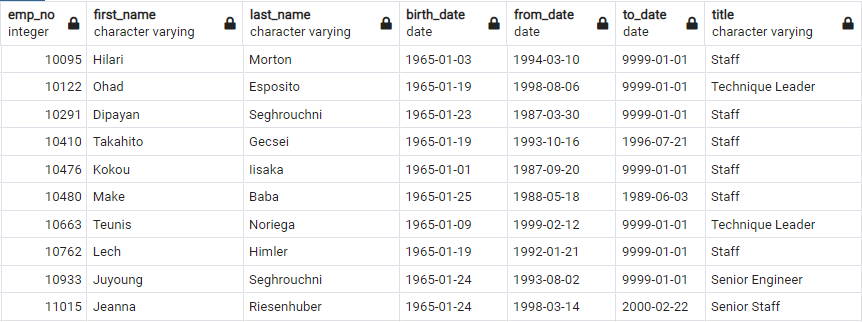 emp_no first_name last_name birth_date from_date to_date title
integer character varying character varying date date date character varying
10095 Hilari Morton 1965-01-03 1994-03-10 9999-01-01 Staff
10122 Ohad Esposito 1965-01-19 1998-08-06 9999-01-01 Technique Leader
10291 Dipayan Seghrouchni 1965-01-23 1987-03-30 9999-01-01 Staff
10410 Takahito Gecsei 1965-01-19 1993-10-16 1996-07-21 Staff
10476 Kokou Iisaka 1965-01-01 1987-09-20 9999-01-01 Staff
10480 Make Baba 1965-01-25 1988-05-18 1989-06-03 Staff
10663 Teunis Noriega 1965-01-09 1999-02-12 9999-01-01 Technique Leader
10762 Lech Himler 1965-01-19 1992-01-21 9999-01-01 Staff
10933 Juyoung Seghrouchni 1965-01-24 1993-08-02 9999-01-01 Senior Engineer
11015 Jeanna Riesenhuber 1965-01-24 1998-03-14 2000-02-22 Senior Staff